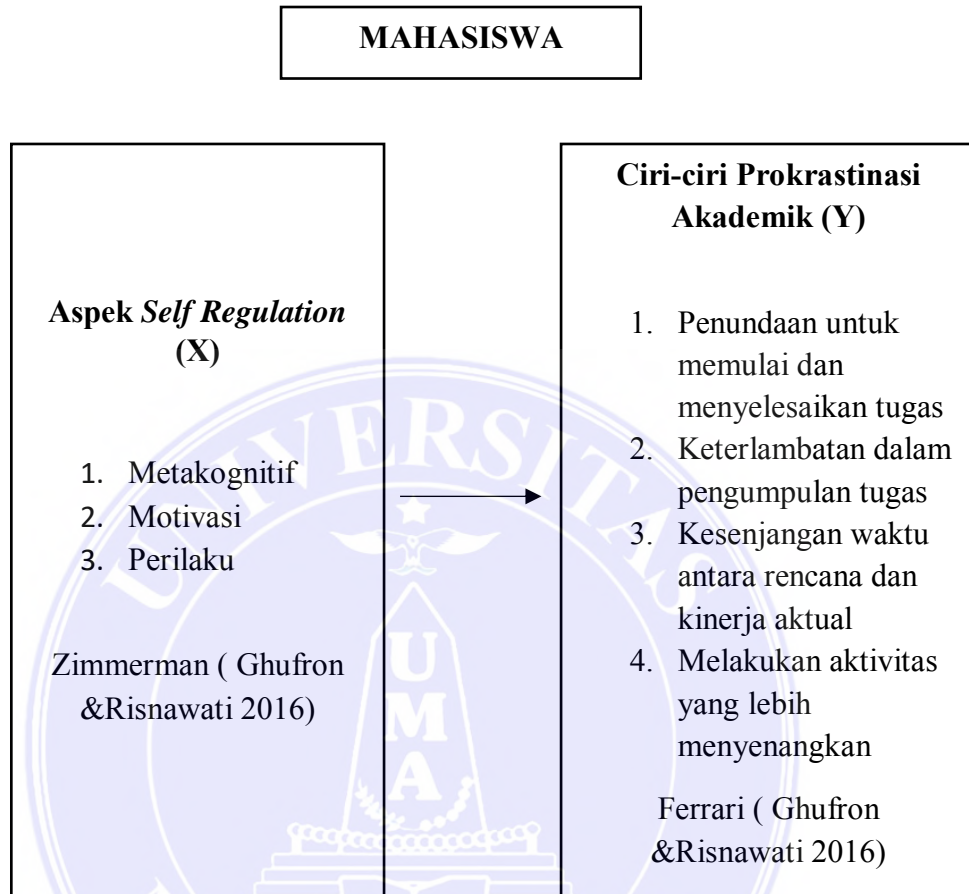 MAHASISWA
Aspek Self Regulation
(X)
1. Metakognitif
2. Motivasi
3. Perilaku
Zimmerman ( Ghufron
&Risnawati 2016)
Ciri-ciri Prokrastinasi
Akademik (Y)
1. Penundaan untuk
memulai dan
menyelesaikan tugas
2. Keterlambatan dalam
pengumpulan tugas
3. Kesenjangan waktu
antara rencana dan
kinerja aktual
4. Melakukan aktivitas
yang lebih
menyenangkan
Ferrari ( Ghufron
&Risnawati 2016)
UNIVERSITAS
UMA